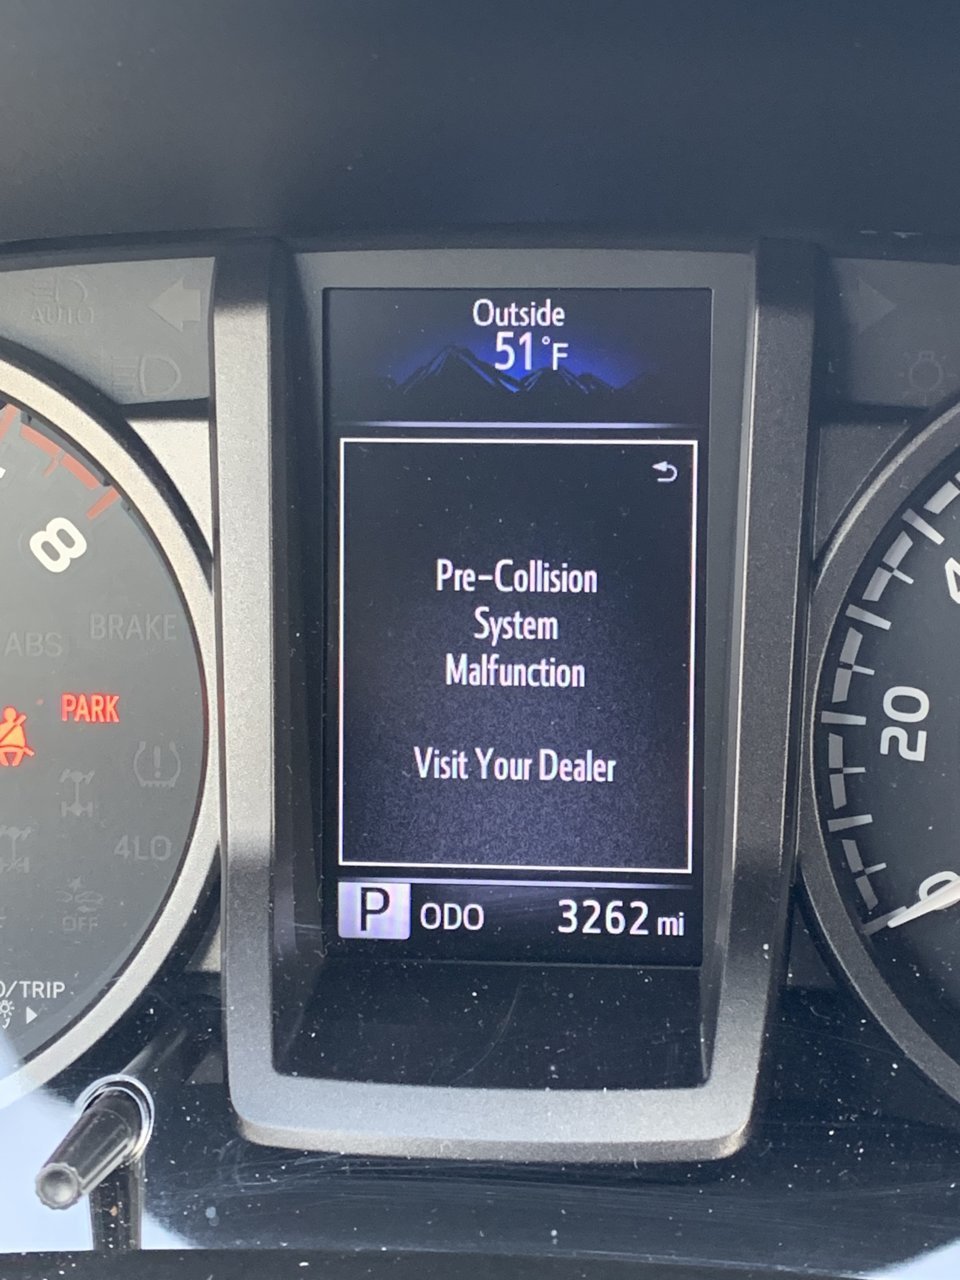 Outside
51°F
Pre-Collision
System
Malfunction
Visit Your Dealer
P ODO 3262 mi
AUTO
8
ABS BRAKE
PARK
4LO
OFF
/TRIP
20
0